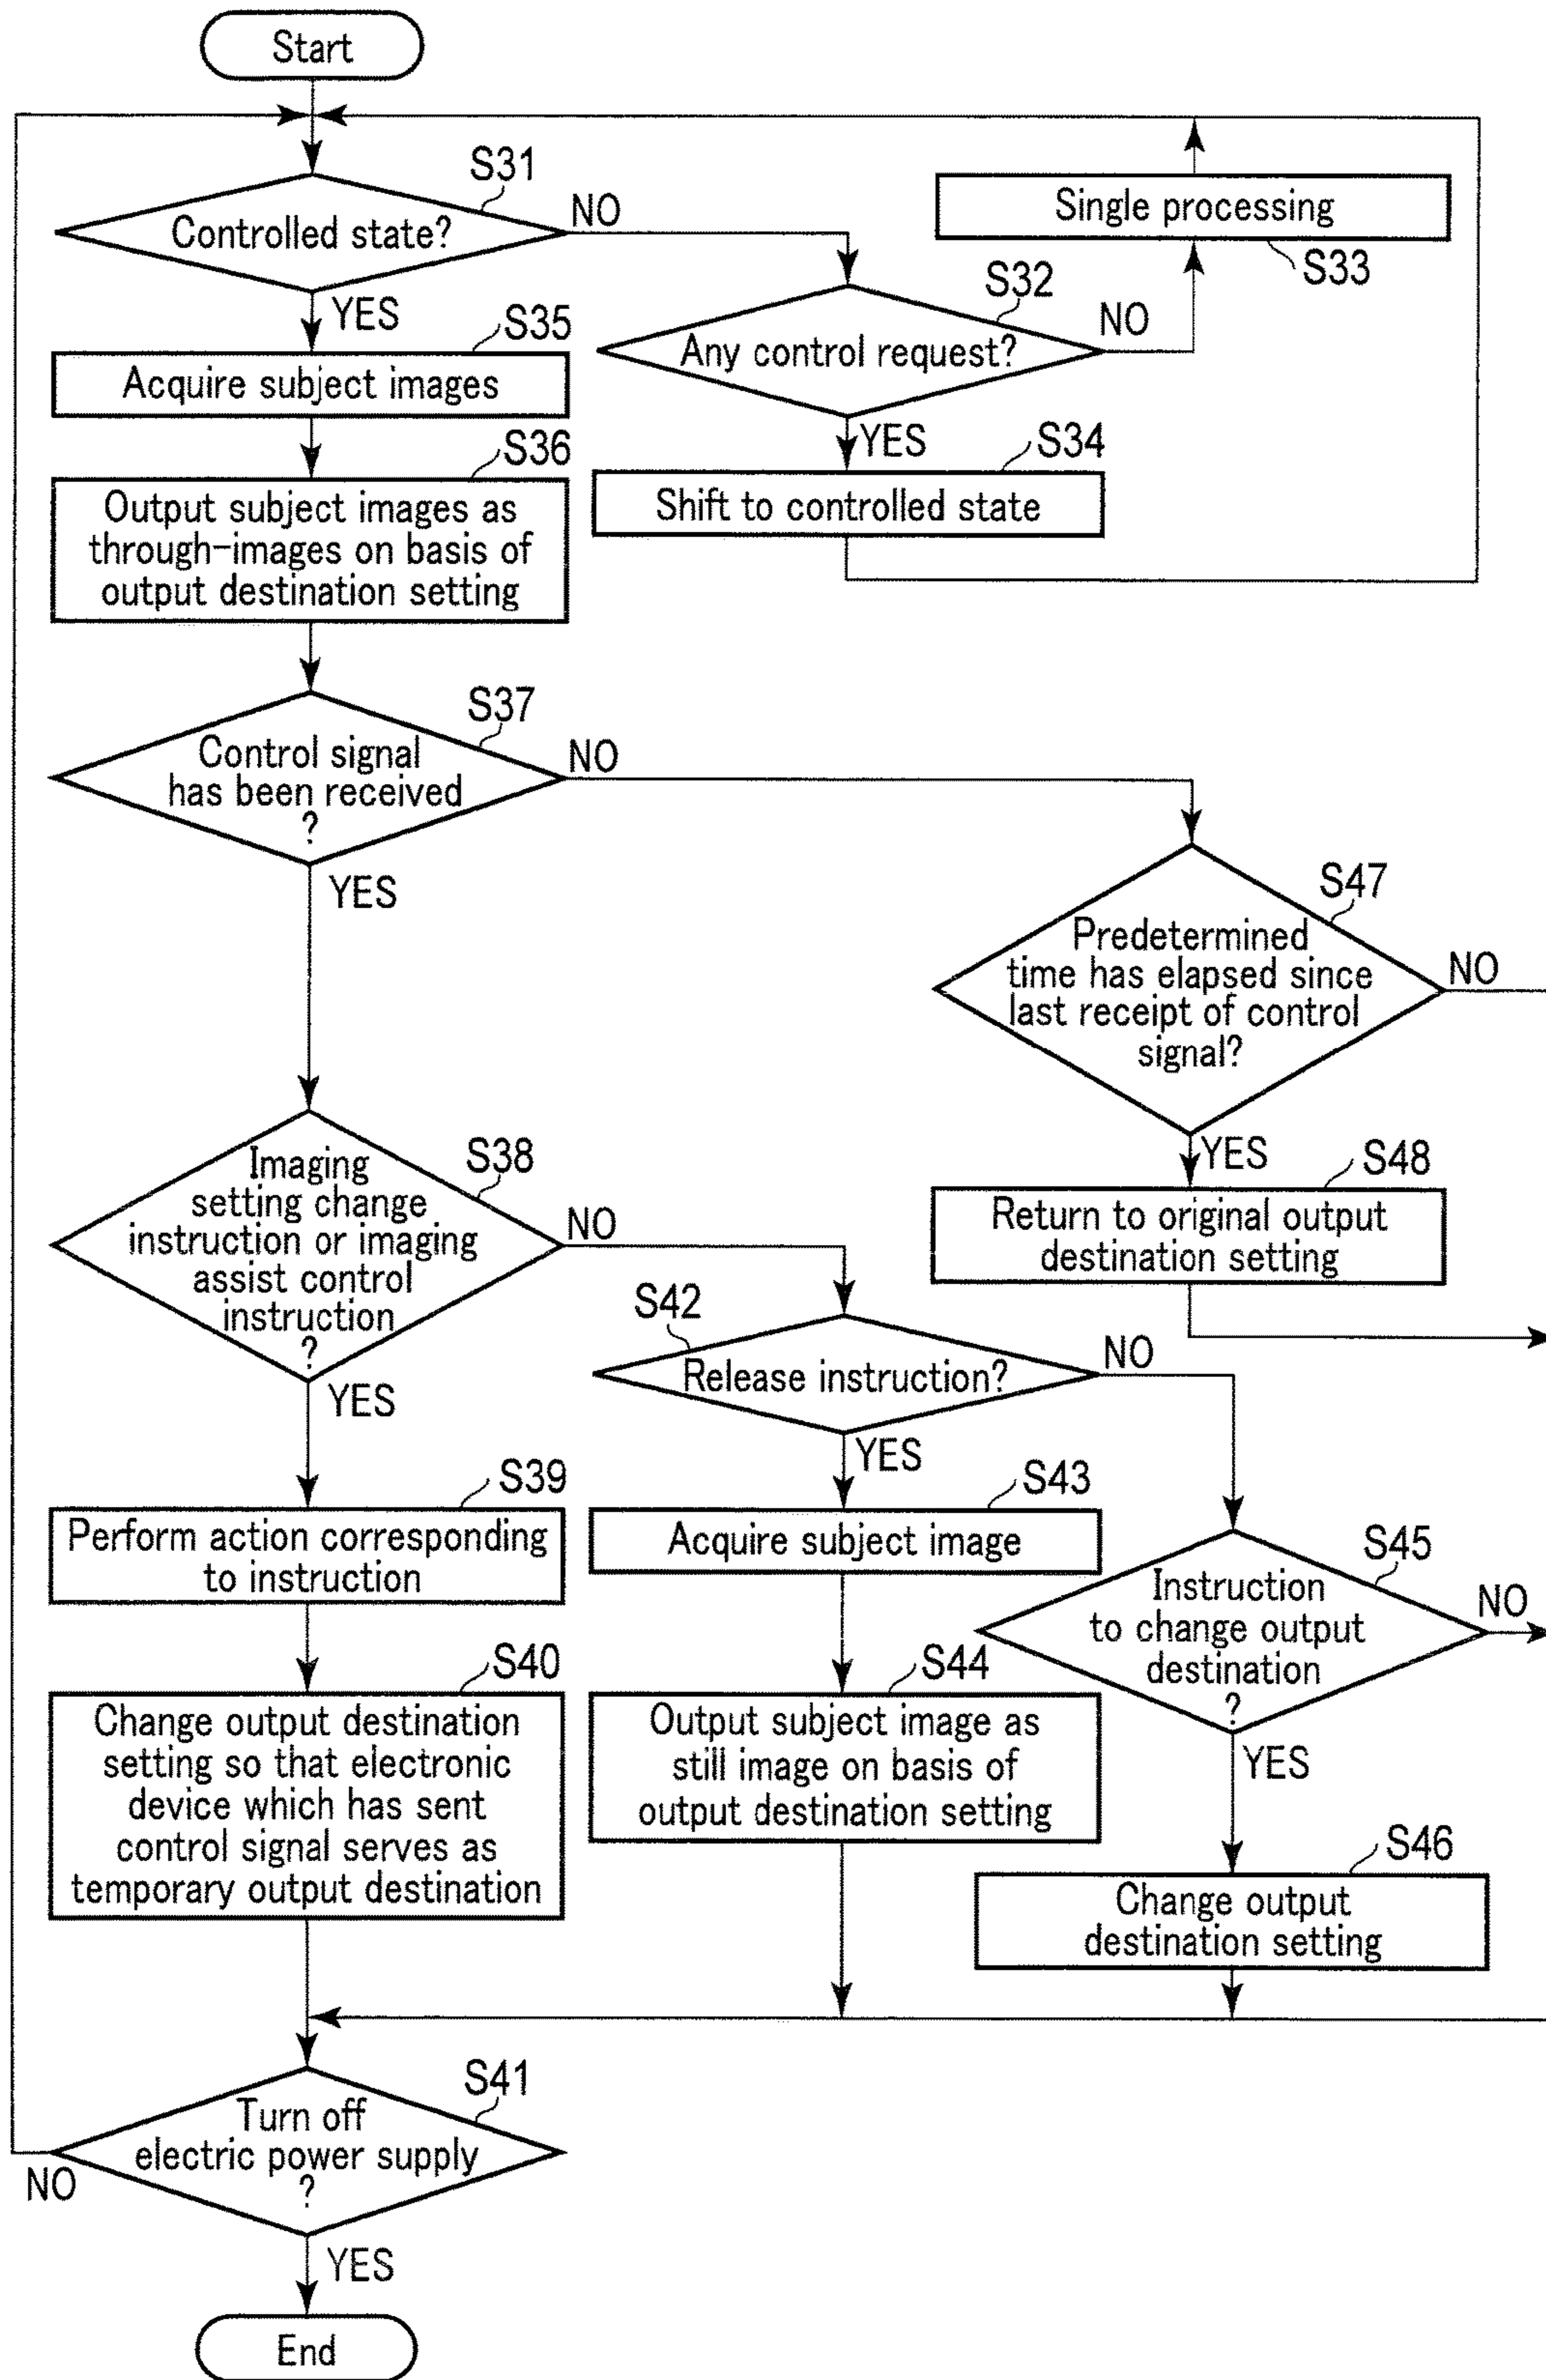 Start
S31
Controlled state?
NO
YES
Single processing
S33
S32
Any control request?
NO
YES
S34
Shift to controlled state
S35
Acquire subject images
S36
Output subject images as
through-images on basis of
output destination setting
S37
Control signal
has been received
?
NO
YES
S47
Predetermined
time has elapsed since
last receipt of control
signal?
NO
YES
S48
Return to original output
destination setting
S38
Imaging
setting change
instruction or imaging
assist control
instruction
?
NO
YES
S42
Release instruction?
NO
YES
S39
Perform action corresponding
to instruction
S43
Acquire subject image
S45
Instruction
to change output
destination
?
NO
YES
S40
Change output destination
setting so that electronic
device which has sent
control signal serves as
temporary output destination
S44
Output subject image as
still image on basis of
output destination setting
S46
Change output
destination setting
S41
Turn off
electric power supply
?
NO
YES
End